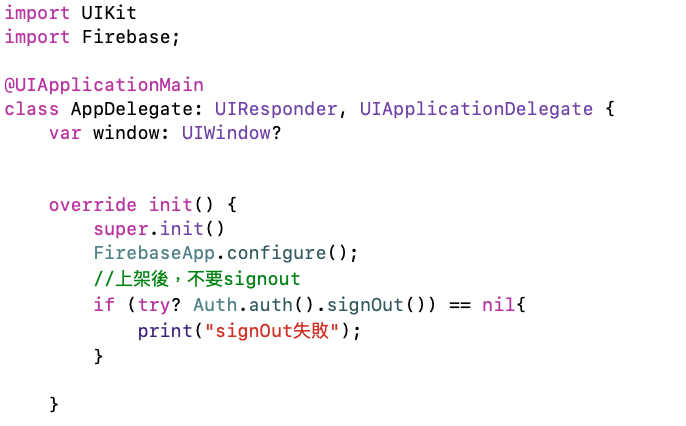 import UIKit
import Firebase;
@UIApplicationMain
class AppDelegate: UIResponder, UIApplicationDelegate {
var window: UIWindow?
override init() {
super.init()
FirebaseApp.configure();
//上架後，不要signout
if (try? Auth.auth().signOut()) == nil{
print("signOut失敗");
}
}